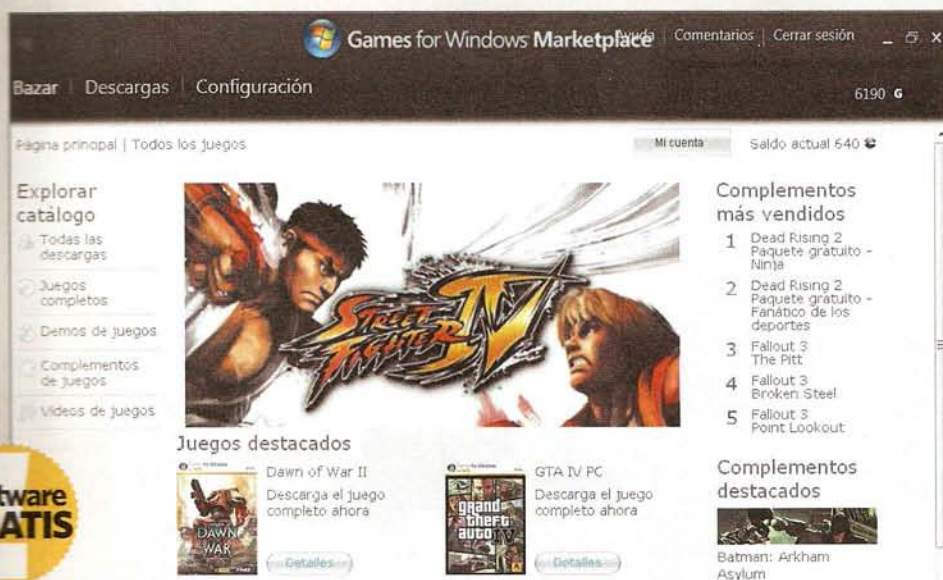 Games for Windows Marketplace
Ayuda | Comentarios | Cerrar sesión
Bazar | Descargas | Configuración
6190 G
Página principal | Todos los juegos
Mi cuenta
Saldo actual 640
Explorar
catálogo
Todas las
descargas
Juegos
completos
Demos de juegos
Complementos
de juegos
Videos de juegos
STREET
FIGHTER IV
Complementos
más vendidos
1 Dead Rising 2
Paquete gratuito -
Ninja
2 Dead Rising 2
Paquete gratuito -
Fanático de los
deportes
3 Fallout 3
The Pitt
4 Fallout 3
Broken Steel
5 Fallout 3
Point Lookout
Juegos destacados
DAWN
WAR
Dawn of War II
Descarga el juego
completo ahora
Detalles
grand
theft
auto IV
GTA IV PC
Descarga el juego
completo ahora
Detalles
Complementos
destacados
Batman: Arkham
Asylum
tware
ATIS